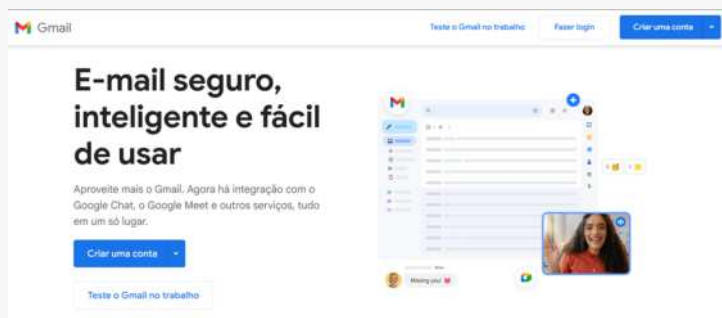 Gmail
Teste o Gmail no trabalho
Fazer login
Criar uma conta
E-mail seguro,
inteligente e fácil
de usar
Aproveite mais o Gmail. Agora há integração com o
Google Chat, o Google Meet e outros serviços, tudo
em um só lugar.
Criar uma conta
Missing you!
Teste o Gmail no trabalho